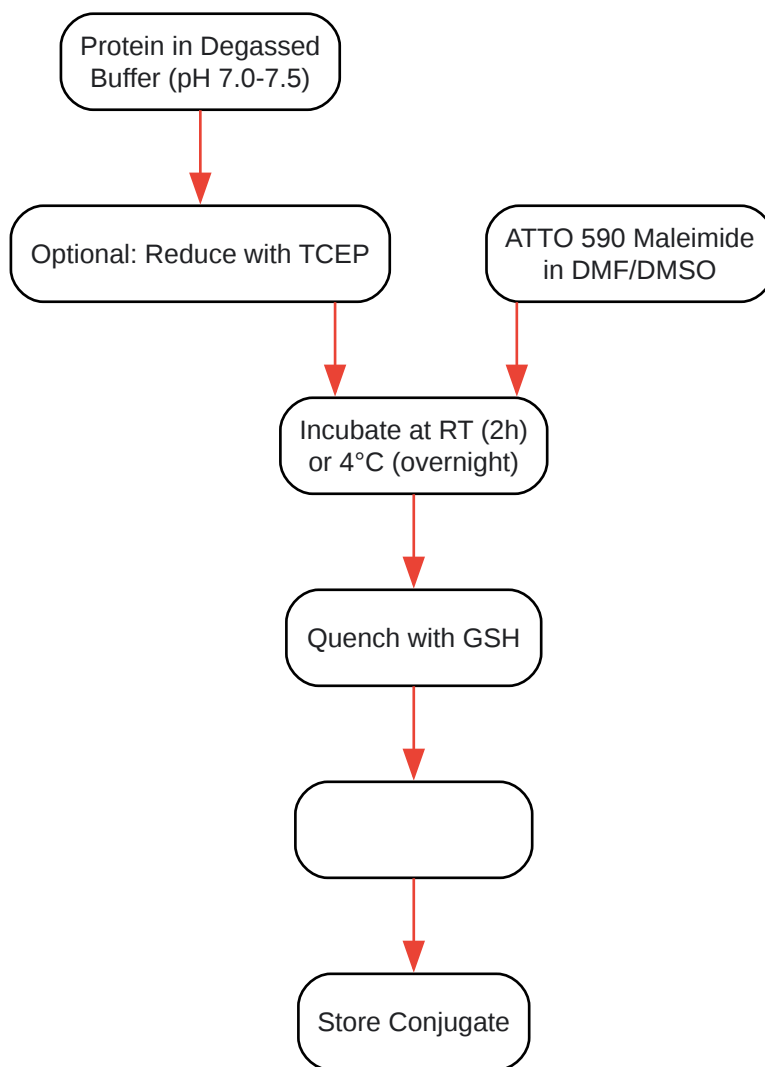 Protein in Degassed
Buffer (pH 7.0-7.5)
Optional: Reduce with TCEP
ATTO 590 Maleimide
in DMF/DMSO
Incubate at RT (2h)
or 4°C (overnight)
Quench with GSH
Store Conjugate